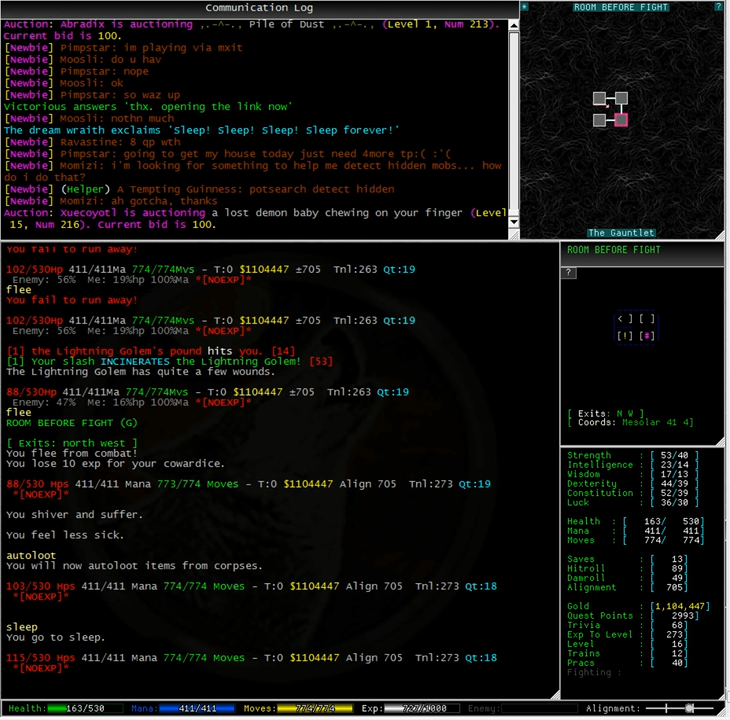 Communication Log
Auction: Abradix is auctioning ,.-^-., Pile of Dust ,.-^-., (Level 1, Num 213).
Current bid is 100.
[Newbie] Pimpstar: im playing via mxit
[Newbie] Moosli: do u hav
[Newbie] Pimpstar: nope
[Newbie] Moosli: ok
[Newbie] Pimpstar: so waz up
Victorious answers 'thx. opening the link now'
[Newbie] Moosli: nothn much
The dream wraith exclaims 'Sleep! Sleep! Sleep! Sleep forever!'
[Newbie] Ravastine: 8 qp wth
[Newbie] Pimpstar: going to get my house today just need 4more tp:( :'(
[Newbie] Momizi: i'm looking for something to help me detect hidden mobs... how
do i do that?
[Newbie] (Helper) A Tempting Guinness: potsearch detect hidden
[Newbie] Momizi: ah gotcha, thanks
Auction: Xuecoyotl is auctioning a lost demon baby chewing on your finger (Level
15, Num 216). Current bid is 100.
* ROOM BEFORE FIGHT ?
The Gauntlet
You fail to run away!
102/530Hp 411/411Ma 774/774Mvs - T:0 $1104447 ±705 Tnl:263 Qt:19
Enemy: 56% Me: 19%hp 100%Ma *[NOEXP]*
flee
You fail to run away!
102/530Hp 411/411Ma 774/774Mvs - T:0 $1104447 ±705 Tnl:263 Qt:19
Enemy: 56% Me: 19%hp 100%Ma *[NOEXP]*
[1] the Lightning Golem's pound hits you. [14]
[1] Your slash INCINERATES the Lightning Golem! [53]
The Lightning Golem has quite a few wounds.
88/530Hp 411/411Ma 774/774Mvs - T:0 $1104447 ±705 Tnl:263 Qt:19
Enemy: 47% Me: 16%hp 100%Ma *[NOEXP]*
flee
ROOM BEFORE FIGHT (G)
[ Exits: north west ]
You flee from combat!
You lose 10 exp for your cowardice.
88/530 Hps 411/411 Mana 773/774 Moves - T:0 $1104447 Align 705 Tnl:273 Qt:19
*[NOEXP]*
You shiver and suffer.
You feel less sick.
autoloot
You will now autoloot items from corpses.
103/530 Hps 411/411 Mana 774/774 Moves - T:0 $1104447 Align 705 Tnl:273 Qt:18
*[NOEXP]*
sleep
You go to sleep.
115/530 Hps 411/411 Mana 774/774 Moves - T:0 $1104447 Align 705 Tnl:273 Qt:18
*[NOEXP]*
ROOM BEFORE FIGHT
?
< ] [ ]
[!] [#]
[ Exits: N W ]
[ Coords: Mesolar 41 4]
Strength : [ 53/40 ]
Intelligence : [ 23/14 ]
Wisdom : [ 17/13 ]
Dexterity : [ 44/39 ]
Constitution : [ 52/39 ]
Luck : [ 36/30 ]
Health : [ 163/ 530]
Mana : [ 411/ 411]
Moves : [ 774/ 774]
Saves : [ 13]
Hitroll : [ 89]
Damroll : [ 49]
Alignment : [ 705]
Gold : [1,104,447]
Quest Points : [ 2993]
Trivia : [ 68]
Exp To Level : [ 273]
Level : [ 16]
Trains : [ 12]
Pracs : [ 40]
Fighting :
Health: 163/530 Mana: 411/411 Moves: 774/774 Exp: 727/1000 Enemy: Alignment: